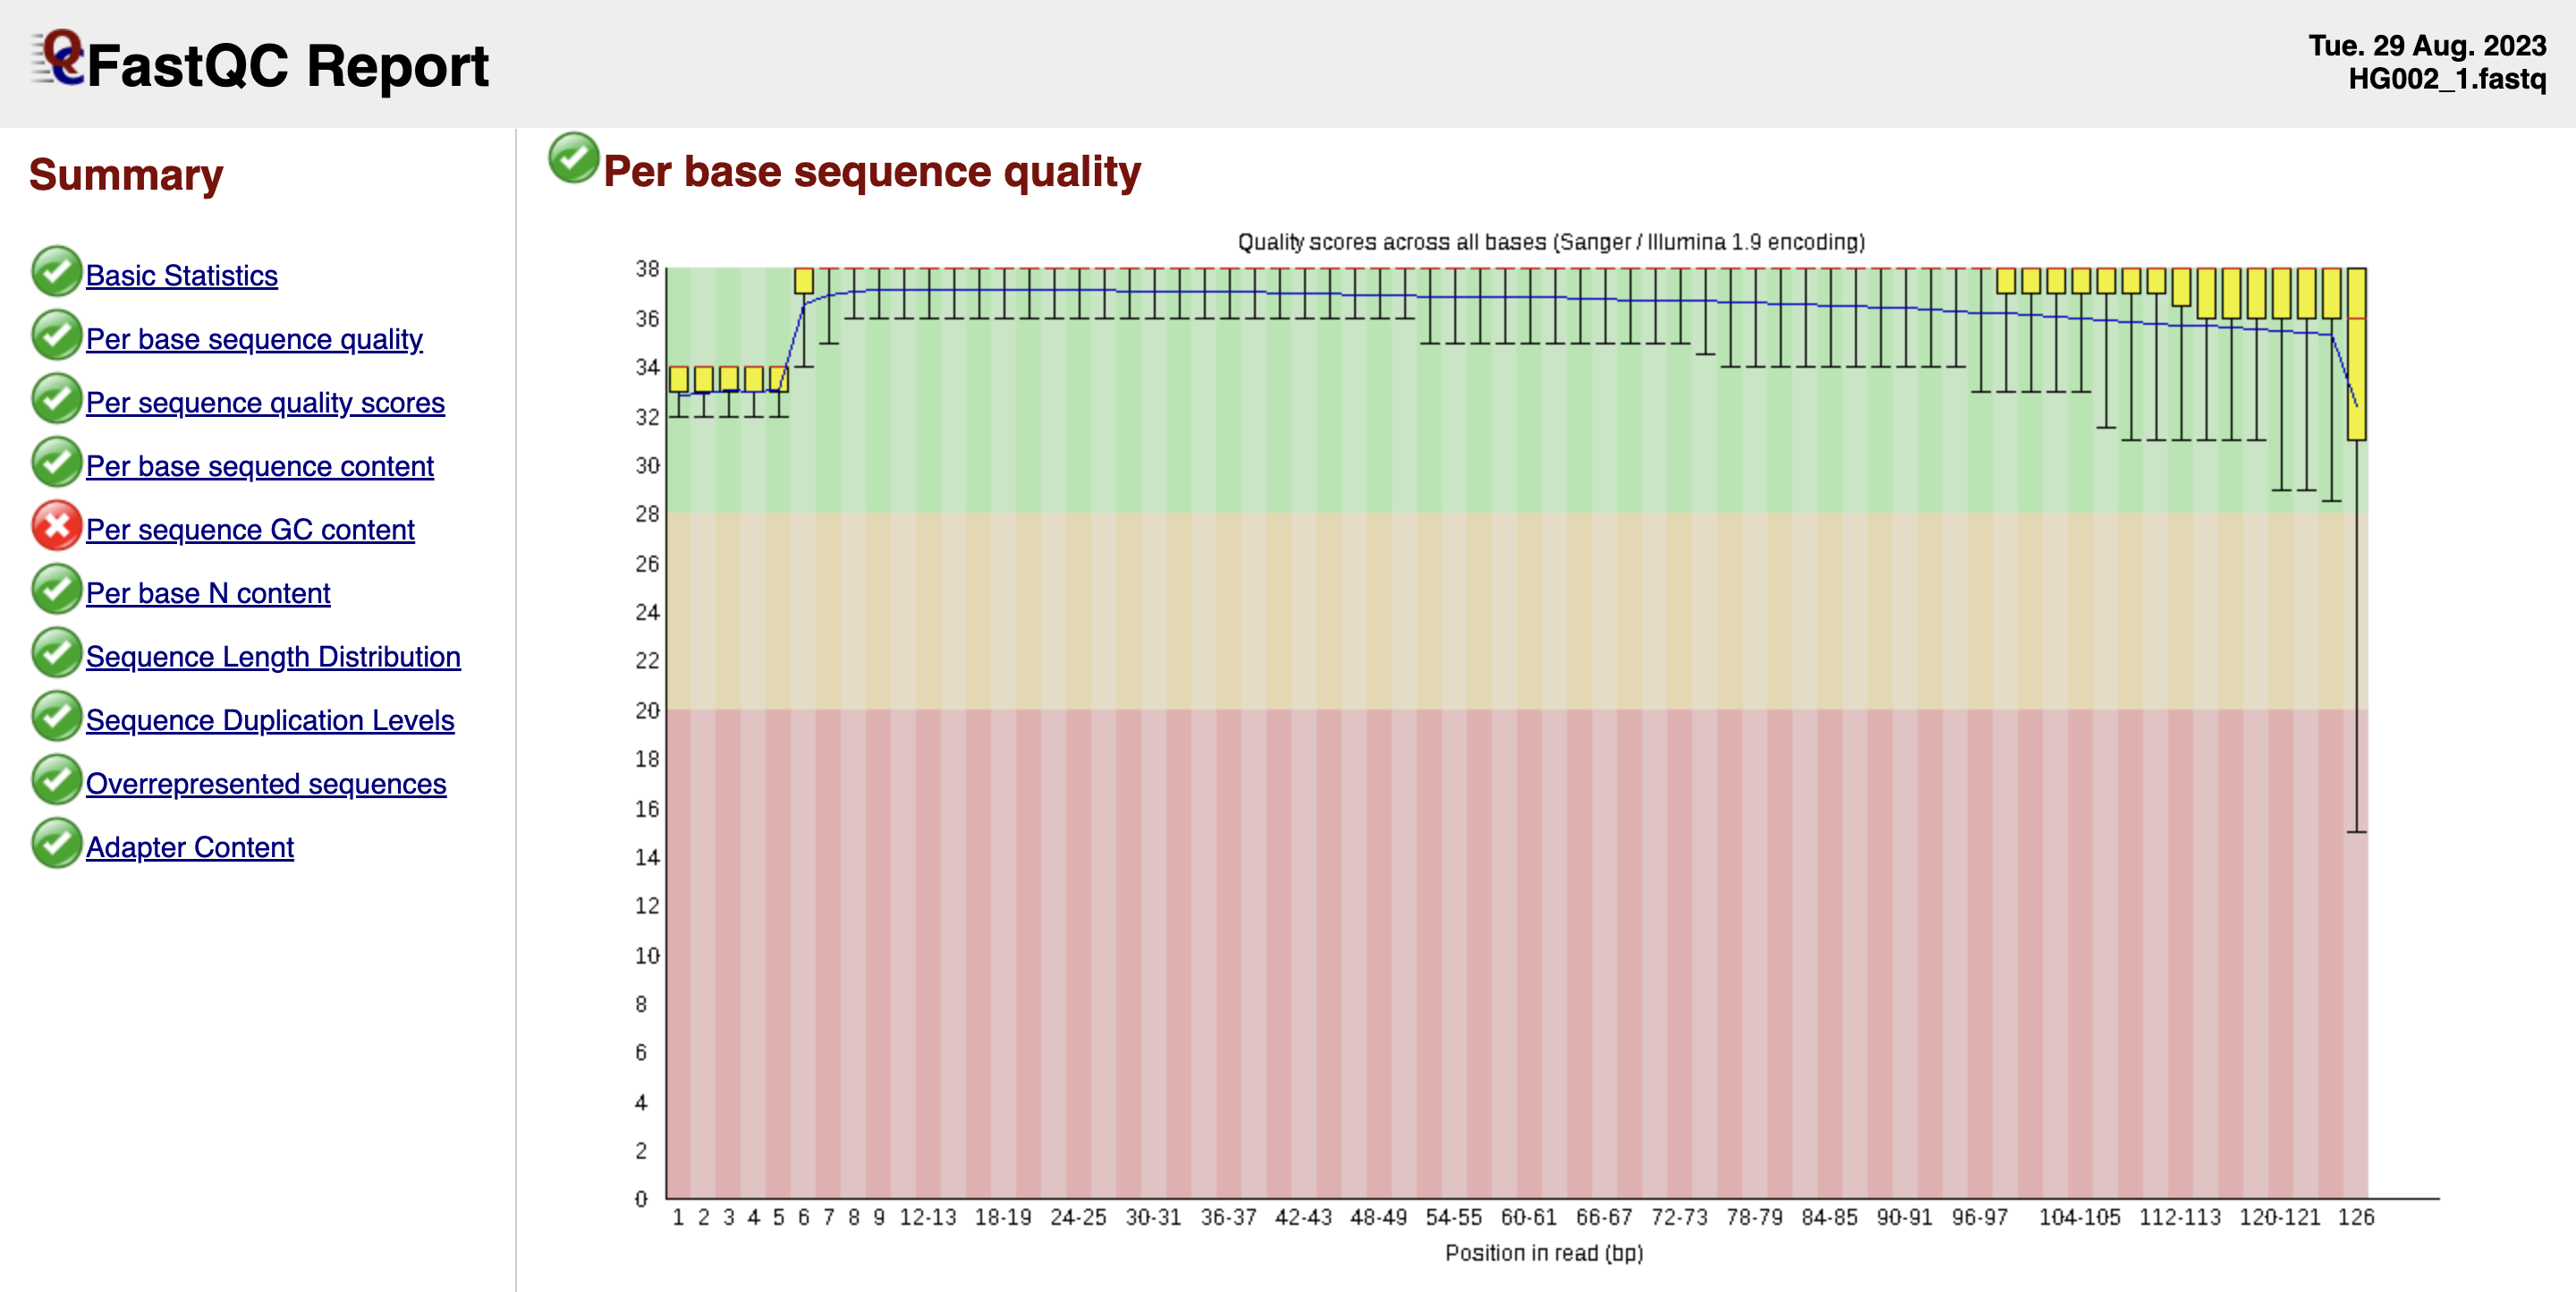 FastQC Report
Tue. 29 Aug. 2023
HG002_1.fastq
Summary
Basic Statistics
Per base sequence quality
Per sequence quality scores
Per base sequence content
Per sequence GC content
Per base N content
Sequence Length Distribution
Sequence Duplication Levels
Overrepresented sequences
Adapter Content
Per base sequence quality
Quality scores across all bases (Sanger / Illumina 1.9 encoding)
38
36
34
32
30
28
26
24
22
20
18
16
14
12
10
8
6
4
2
0
1 2 3 4 5 6 7 8 9 12-13 18-19 24-25 30-31 36-37 42-43 48-49 54-55 60-61 66-67 72-73 78-79 84-85 90-91 96-97 104-105 112-113 120-121 126
Position in read (bp)